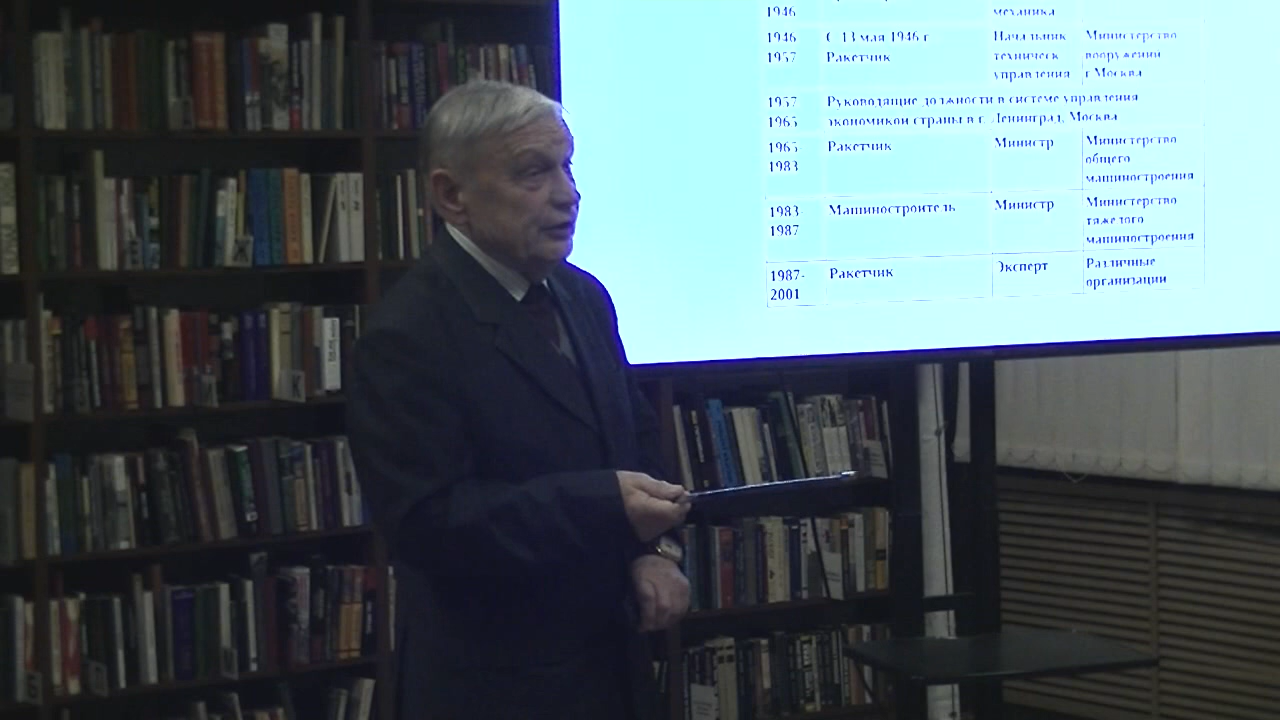 1946 механика
1946 С 13 мая 1946 г Начальник Министерство
1957 Ракетчик техническ вооружении
управления г Москва
1957 Руководящие должности в системе управления
1965 экономикой страны в г. Ленинград, Москва
1965- Ракетчик Министр Министерство
1983 общего
машиностроения
1983- Машиностроитель Министр Министерство
1987 тяжелого
машиностроения
1987- Ракетчик Эксперт Различные
2001 организации